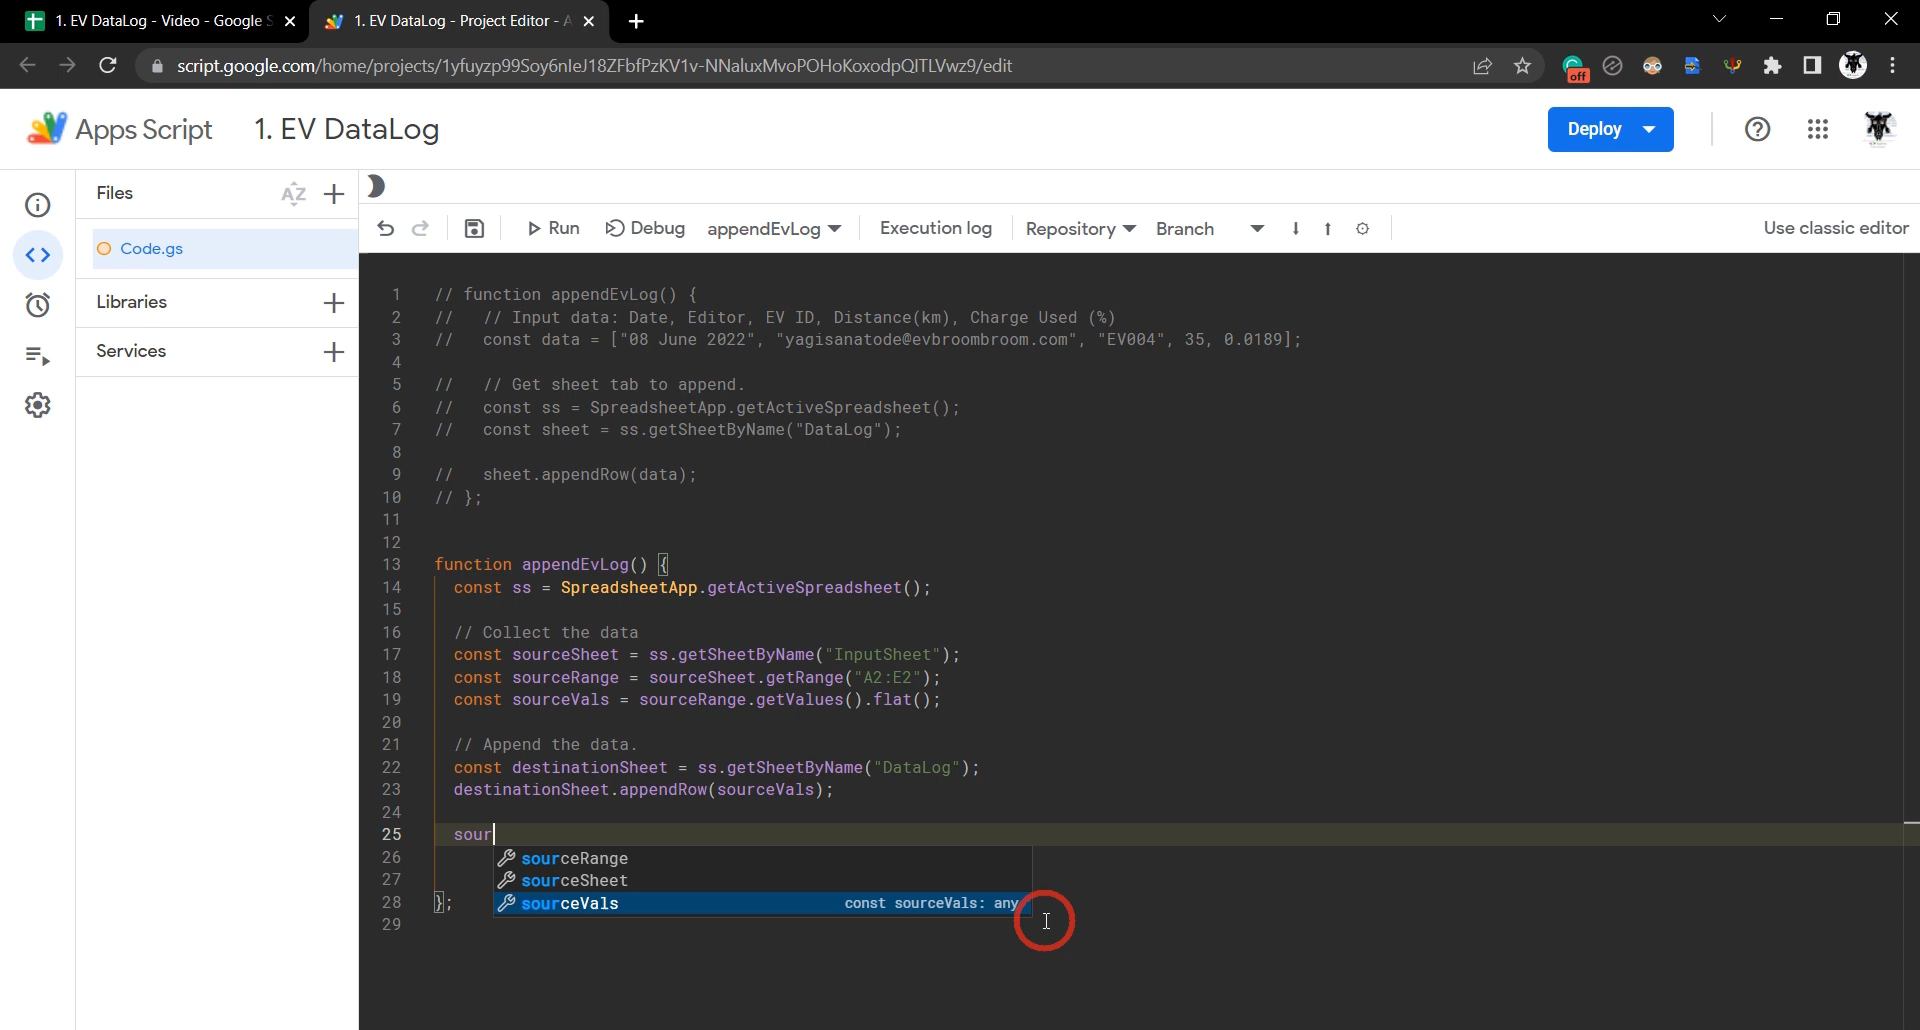 1. EV DataLog - Video - Google S
1. EV DataLog - Project Editor - A
script.google.com/home/projects/1yfuyzp99Soy6nleJ18ZFbfPzKV1v-NNaluxMvoPOHoKoxodpQITLVwz9/edit
off
Apps Script
1. EV DataLog
Deploy
Files
AZ
Code.gs
Libraries
Services
Run
Debug
appendEvLog
Execution log
Repository
Branch
Use classic editor
1 // function appendEvLog() {
2 //   // Input data: Date, Editor, EV ID, Distance(km), Charge Used (%)
3 //   const data = ["08 June 2022", "yagisanatode@evbroombroom.com", "EV004", 35, 0.0189];
4
5 //   // Get sheet tab to append.
6 //   const ss = SpreadsheetApp.getActiveSpreadsheet();
7 //   const sheet = ss.getSheetByName("DataLog");
8
9 //   sheet.appendRow(data);
10 // };
11
12
13 function appendEvLog() {
14   const ss = SpreadsheetApp.getActiveSpreadsheet();
15
16   // Collect the data
17   const sourceSheet = ss.getSheetByName("InputSheet");
18   const sourceRange = sourceSheet.getRange("A2:E2");
19   const sourceVals = sourceRange.getValues().flat();
20
21   // Append the data.
22   const destinationSheet = ss.getSheetByName("DataLog");
23   destinationSheet.appendRow(sourceVals);
24
25   sour
26 sourceRange
27 sourceSheet
28 }; sourceVals const sourceVals: any
29